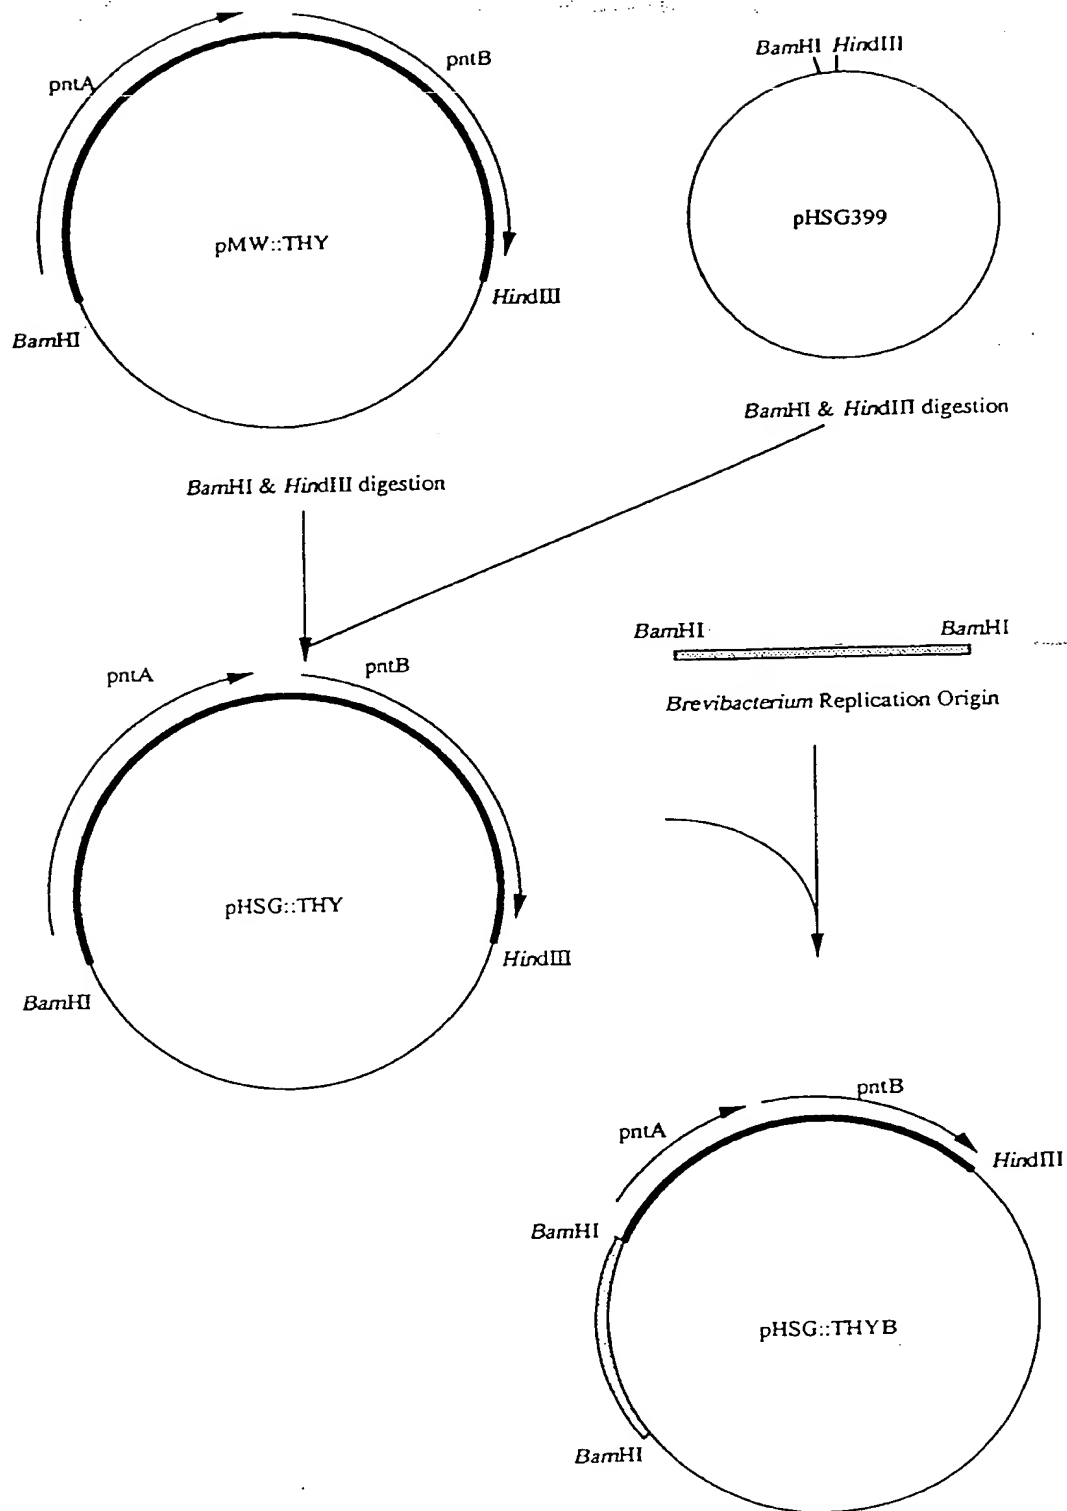 pntA
pntB
pMW::THY
BamHI
HindIII
BamHI HindIII
pHSG399
BamHI & HindIII digestion
BamHI & HindIII digestion
BamHI
BamHI
Brevibacterium Replication Origin
pntA
pntB
pHSG::THY
BamHI
HindIII
pntA
pntB
HindIII
BamHI
pHSG::THYB
BamHI